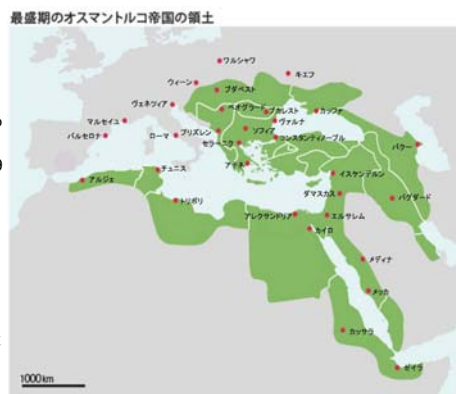 最盛期のオスマントルコ帝国の領土
ワルシャワ
キエフ
ウィーン
ブダペスト
ヴェネツィア
ベオグラード
ブカレスト
カッファ
マルセイユ
ヴァルナ
バルセロナ
ローマ
プリズレン
ソフィア
コンスタンティノープル
セラーニク
バクー
アテネ
アルジェ
チュニス
イスケンデルン
ダマスカス
バグダード
トリポリ
アレクサンドリア
エルサレム
カイロ
メディナ
メッカ
カッサラ
ゼイラ
1000km